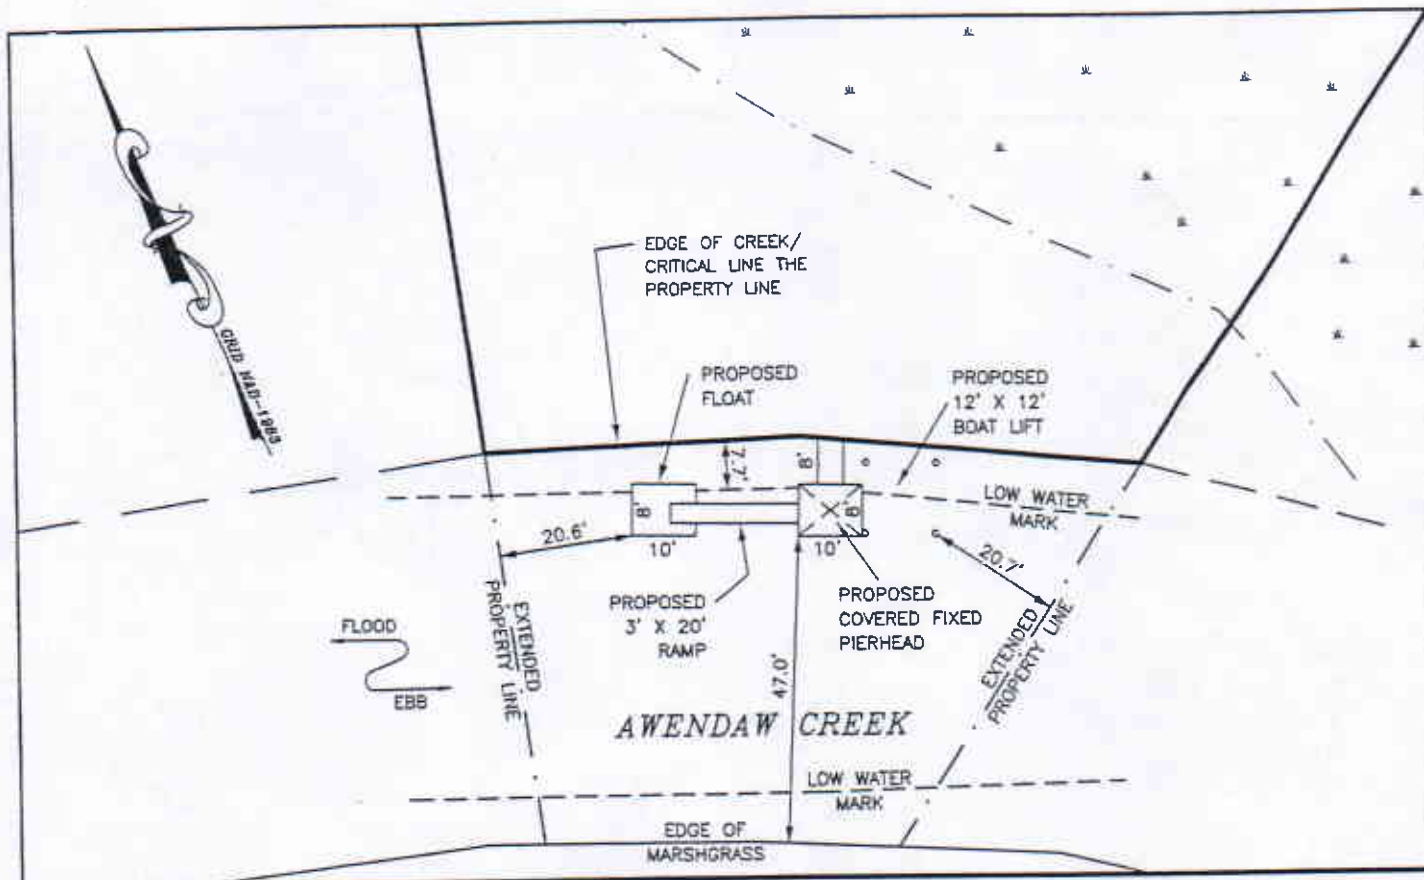 GRID NAD-1983
EDGE OF CREEK/
CRITICAL LINE THE
PROPERTY LINE
PROPOSED
FLOAT
PROPOSED
12' X 12'
BOAT LIFT
7.7'
8'
LOW WATER
MARK
8'
8'
20.6'
10'
10'
20.7'
PROPOSED
3' X 20'
RAMP
PROPOSED
COVERED FIXED
PIERHEAD
EXTENDED
PROPERTY LINE
EXTENDED
PROPERTY LINE
FLOOD
EBB
47.0'
AWENDAW CREEK
LOW WATER
MARK
EDGE OF
MARSHGRASS